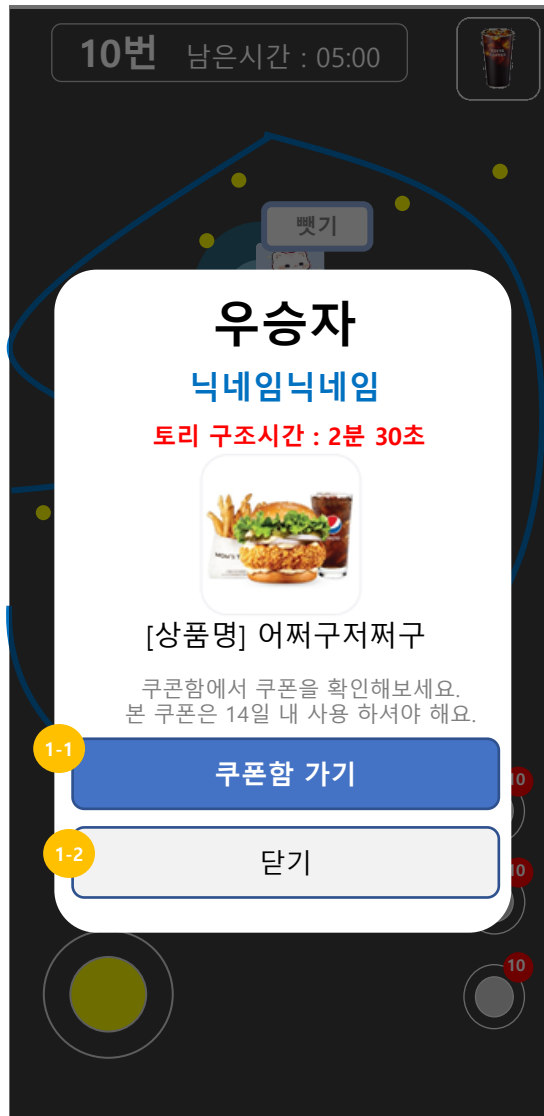 10번 남은시간 : 05:00
뺏기
우승자
닉네임닉네임
토리 구조시간 : 2분 30초
[상품명] 어쩌구저쩌구
쿠콘함에서 쿠폰을 확인해보세요.
본 쿠폰은 14일 내 사용 하셔야 해요.
1-1
쿠폰함 가기
10
1-2
닫기
10
10